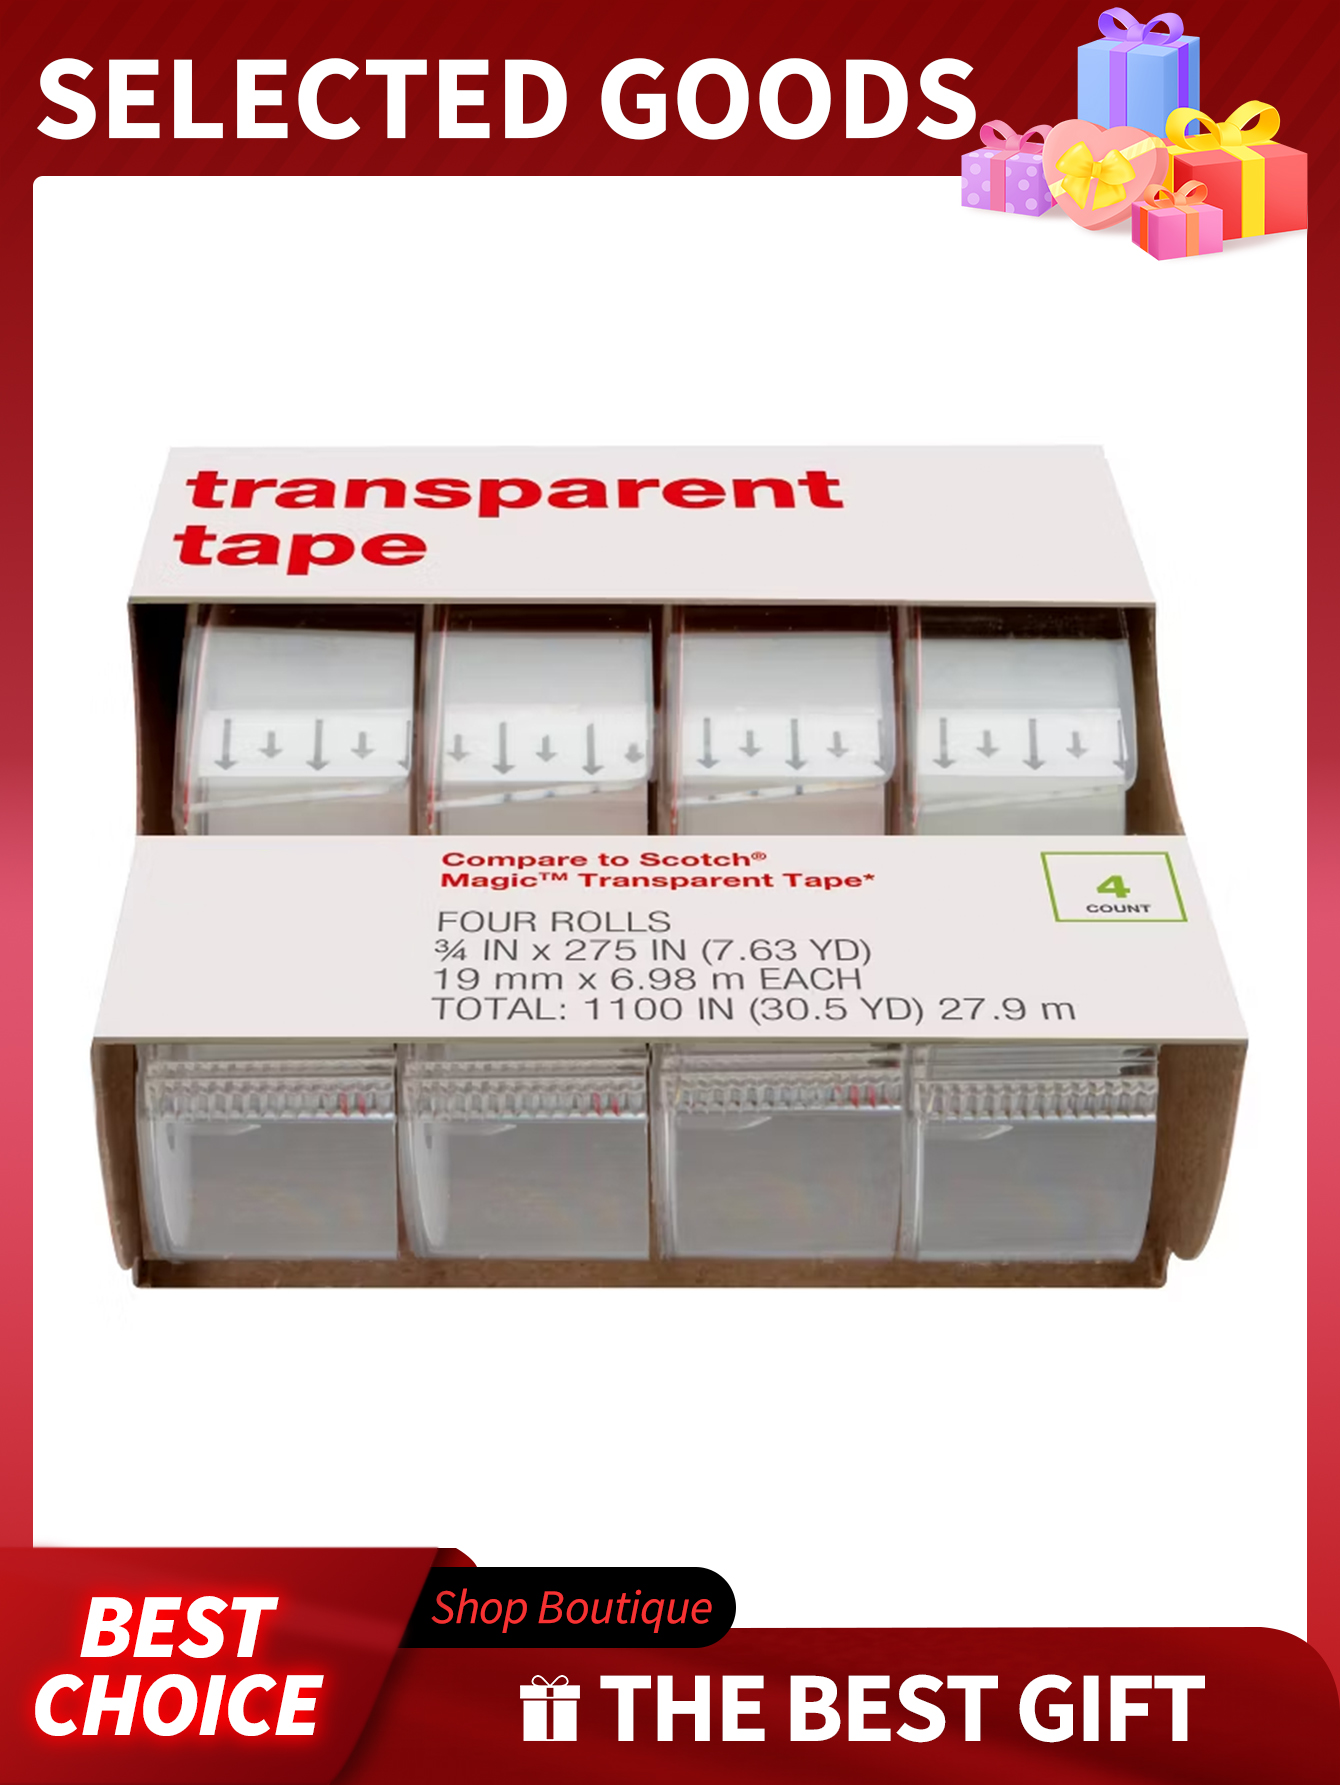 SELECTED GOODS
transparent
tape
Compare to Scotch®
Magic™ Transparent Tape*
4
COUNT
FOUR ROLLS
¾ IN x 275 IN (7.63 YD)
19 mm x 6.98 m EACH
TOTAL: 1100 IN (30.5 YD) 27.9 m
Shop Boutique
BEST
CHOICE
THE BEST GIFT